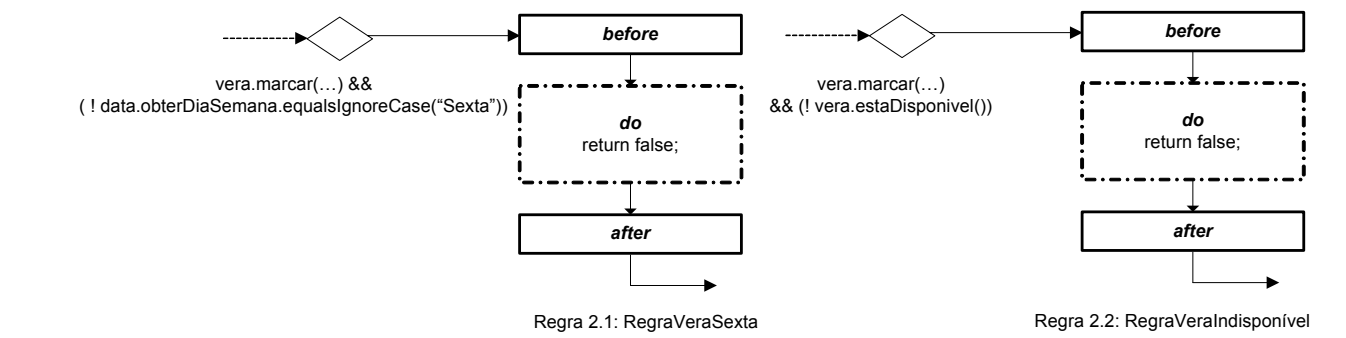 before
vera.marcar(…) &&
( ! data.obterDiaSemana.equalsIgnoreCase(“Sexta”))
do
return false;
after
Regra 2.1: RegraVeraSexta
before
vera.marcar(…)
&& (! vera.estaDisponivel())
do
return false;
after
Regra 2.2: RegraVeraIndisponível